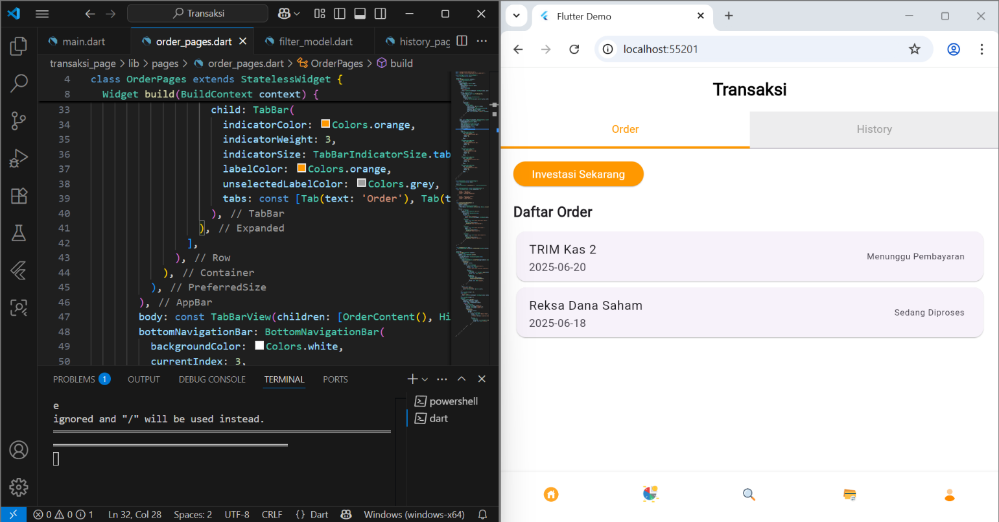 Transaksi
main.dart
order_pages.dart
filter_model.dart
history_pag
transaksi_page > lib > pages > order_pages.dart > OrderPages > build
4 class OrderPages extends StatelessWidget {
8 Widget build(BuildContext context) {
33 child: TabBar(
34 indicatorColor: Colors.orange,
35 indicatorWeight: 3,
36 indicatorSize: TabBarIndicatorSize.tab
37 labelColor: Colors.orange,
38 unselectedLabelColor: Colors.grey,
39 tabs: const [Tab(text: 'Order'), Tab(t
40 ), // TabBar
41 ), // Expanded
42 ],
43 ), // Row
44 ), // Container
45 ), // PreferredSize
46 ), // AppBar
47 body: const TabBarView(children: [OrderContent(), Hi
48 bottomNavigationBar: BottomNavigationBar(
49 backgroundColor: Colors.white,
50 currentIndex: 3,
PROBLEMS 1 OUTPUT DEBUG CONSOLE TERMINAL PORTS
e
ignored and "/" will be used instead.
powershell
dart
0 0 1 Ln 32, Col 28 Spaces: 2 UTF-8 CRLF {} Dart Windows (windows-x64)
Flutter Demo
localhost:55201
Transaksi
Order
History
Investasi Sekarang
Daftar Order
TRIM Kas 2
2025-06-20
Menunggu Pembayaran
Reksa Dana Saham
2025-06-18
Sedang Diproses